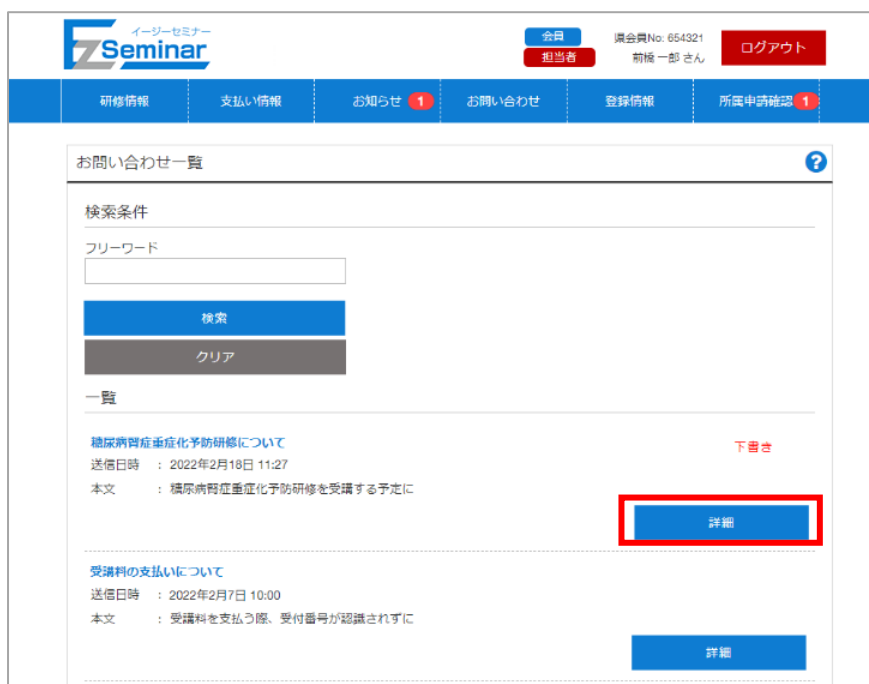 イージーセミナー
EZ Seminar
会員
担当者
県会員No: 654321
前橋 一郎 さん
ログアウト
研修情報
支払い情報
お知らせ 1
お問い合わせ
登録情報
所属申請確認 1
お問い合わせ一覧
?
検索条件
フリーワード
検索
クリア
一覧
糖尿病腎症重症化予防研修について
下書き
送信日時 : 2022年2月18日 11:27
本文 : 糖尿病腎症重症化予防研修を受講する予定に
詳細
受講料の支払いについて
送信日時 : 2022年2月7日 10:00
本文 : 受講料を支払う際、受付番号が認識されずに
詳細